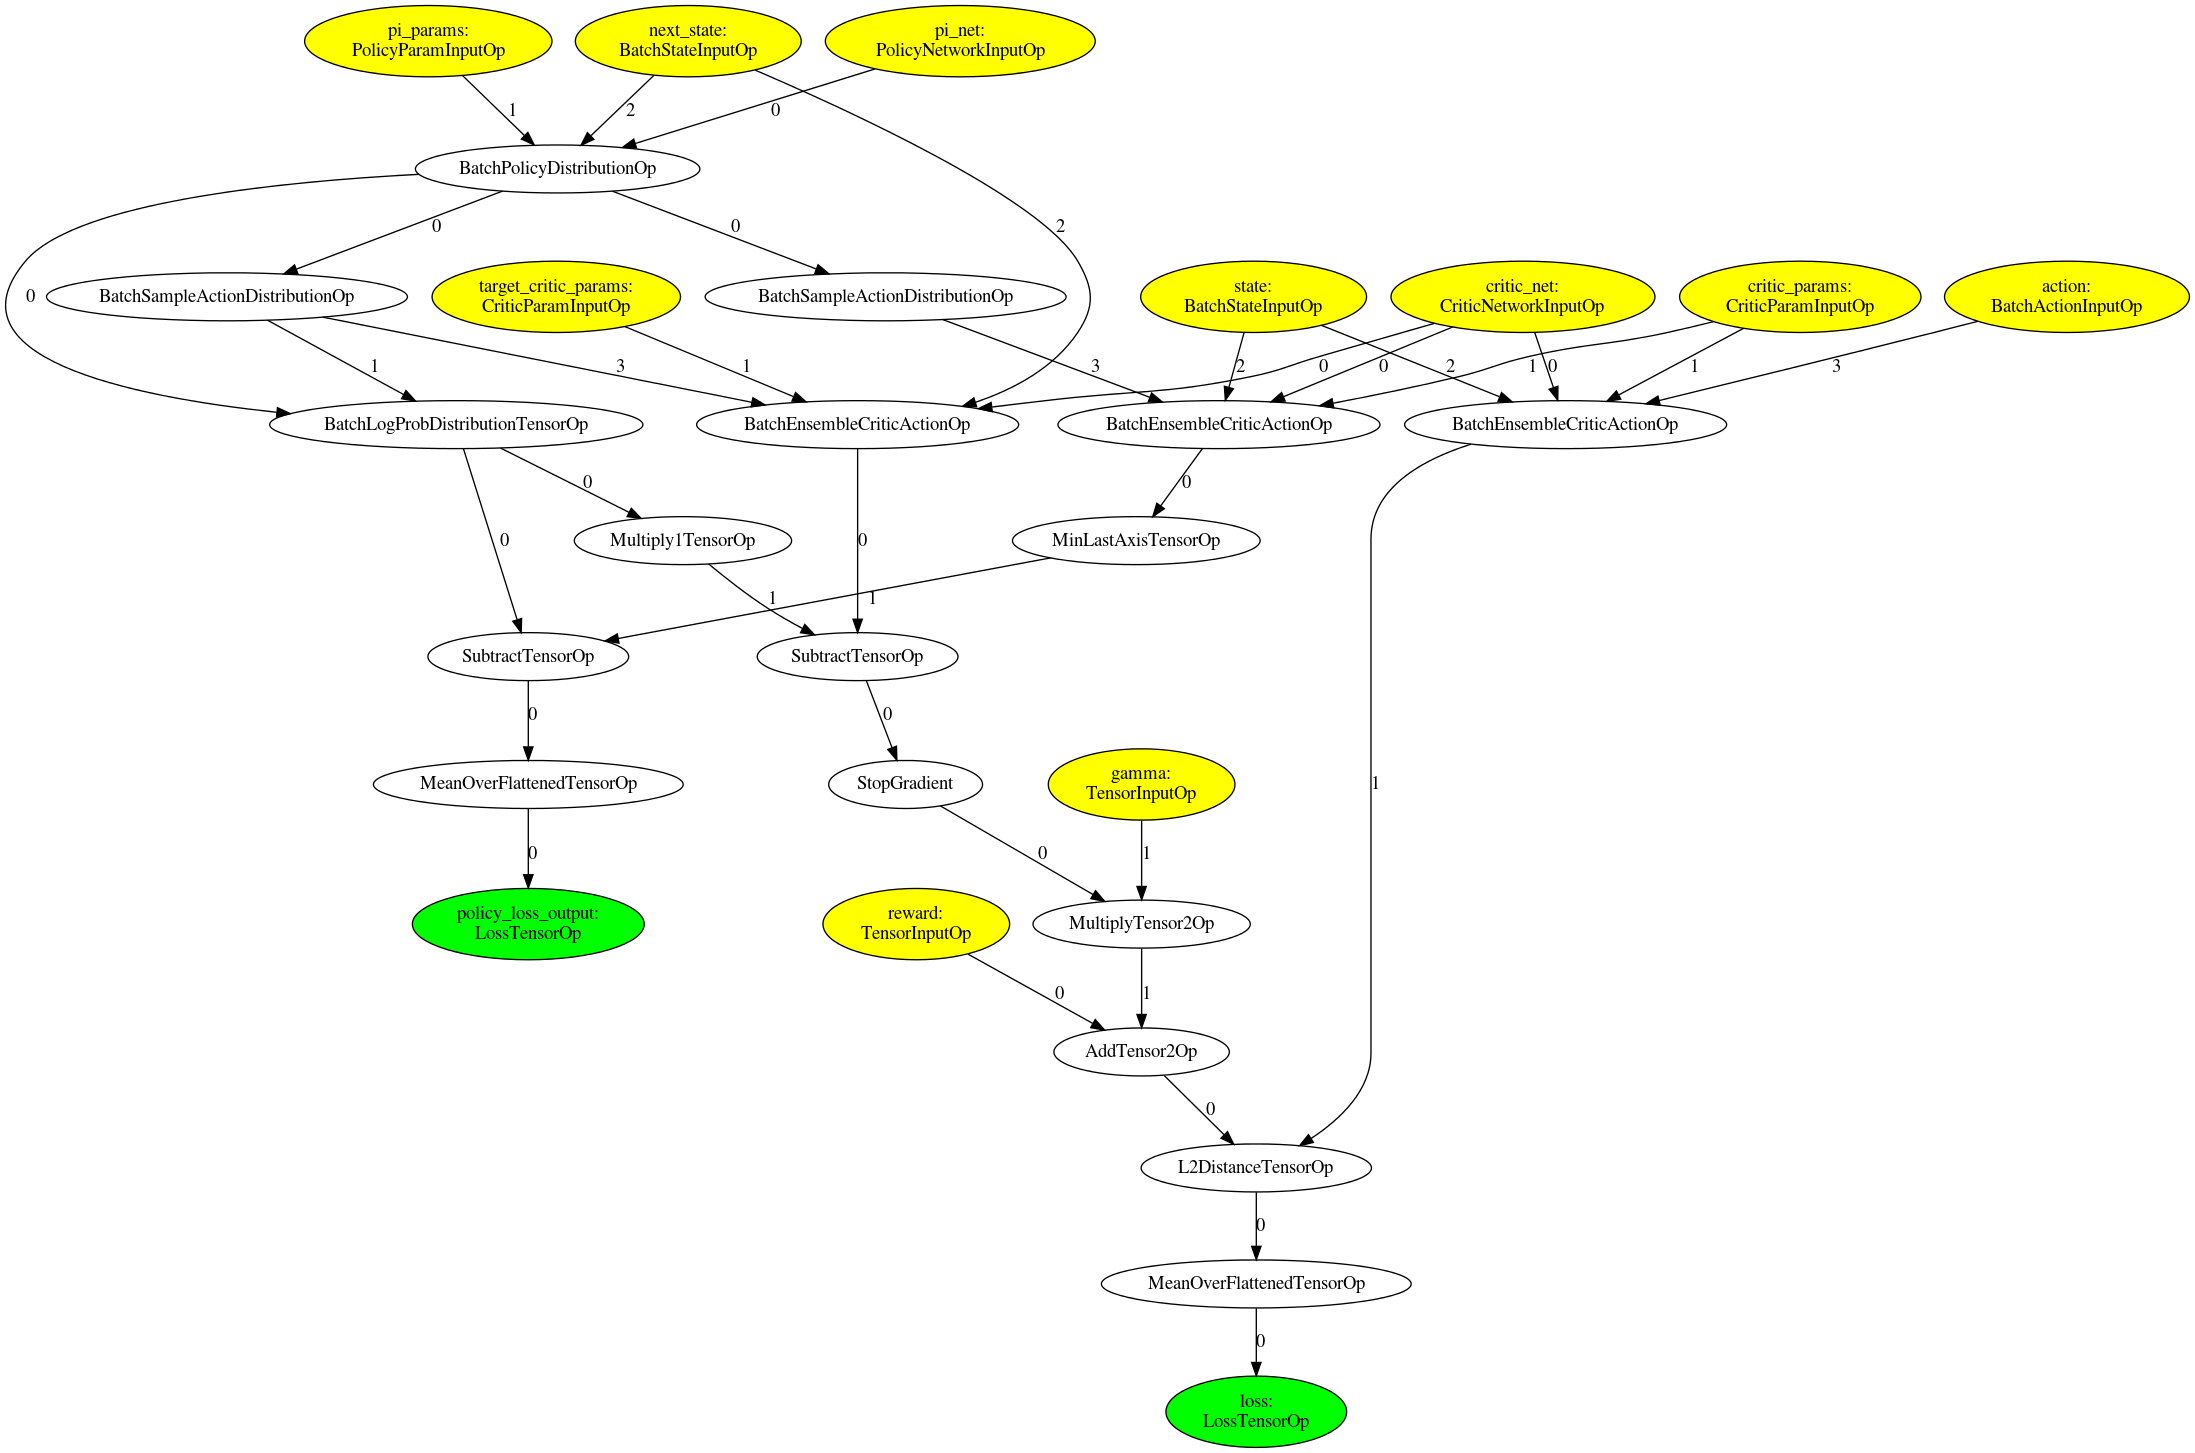 pi_params:
PolicyParamInputOp
next_state:
BatchStateInputOp
pi_net:
PolicyNetworkInputOp
1
2
0
BatchPolicyDistributionOp
0
0
2
0
BatchSampleActionDistributionOp
target_critic_params:
CriticParamInputOp
BatchSampleActionDistributionOp
state:
BatchStateInputOp
critic_net:
CriticNetworkInputOp
critic_params:
CriticParamInputOp
action:
BatchActionInputOp
1
3
1
3
2
0
0
2
1
0
1
3
BatchLogProbDistributionTensorOp
BatchEnsembleCriticActionOp
BatchEnsembleCriticActionOp
BatchEnsembleCriticActionOp
0
0
0
Multiply1TensorOp
0
MinLastAxisTensorOp
1
1
SubtractTensorOp
SubtractTensorOp
0
0
MeanOverFlattenedTensorOp
StopGradient
gamma:
TensorInputOp
1
0
0
1
policy_loss_output:
LossTensorOp
reward:
TensorInputOp
MultiplyTensor2Op
0
1
AddTensor2Op
0
L2DistanceTensorOp
0
MeanOverFlattenedTensorOp
0
loss:
LossTensorOp